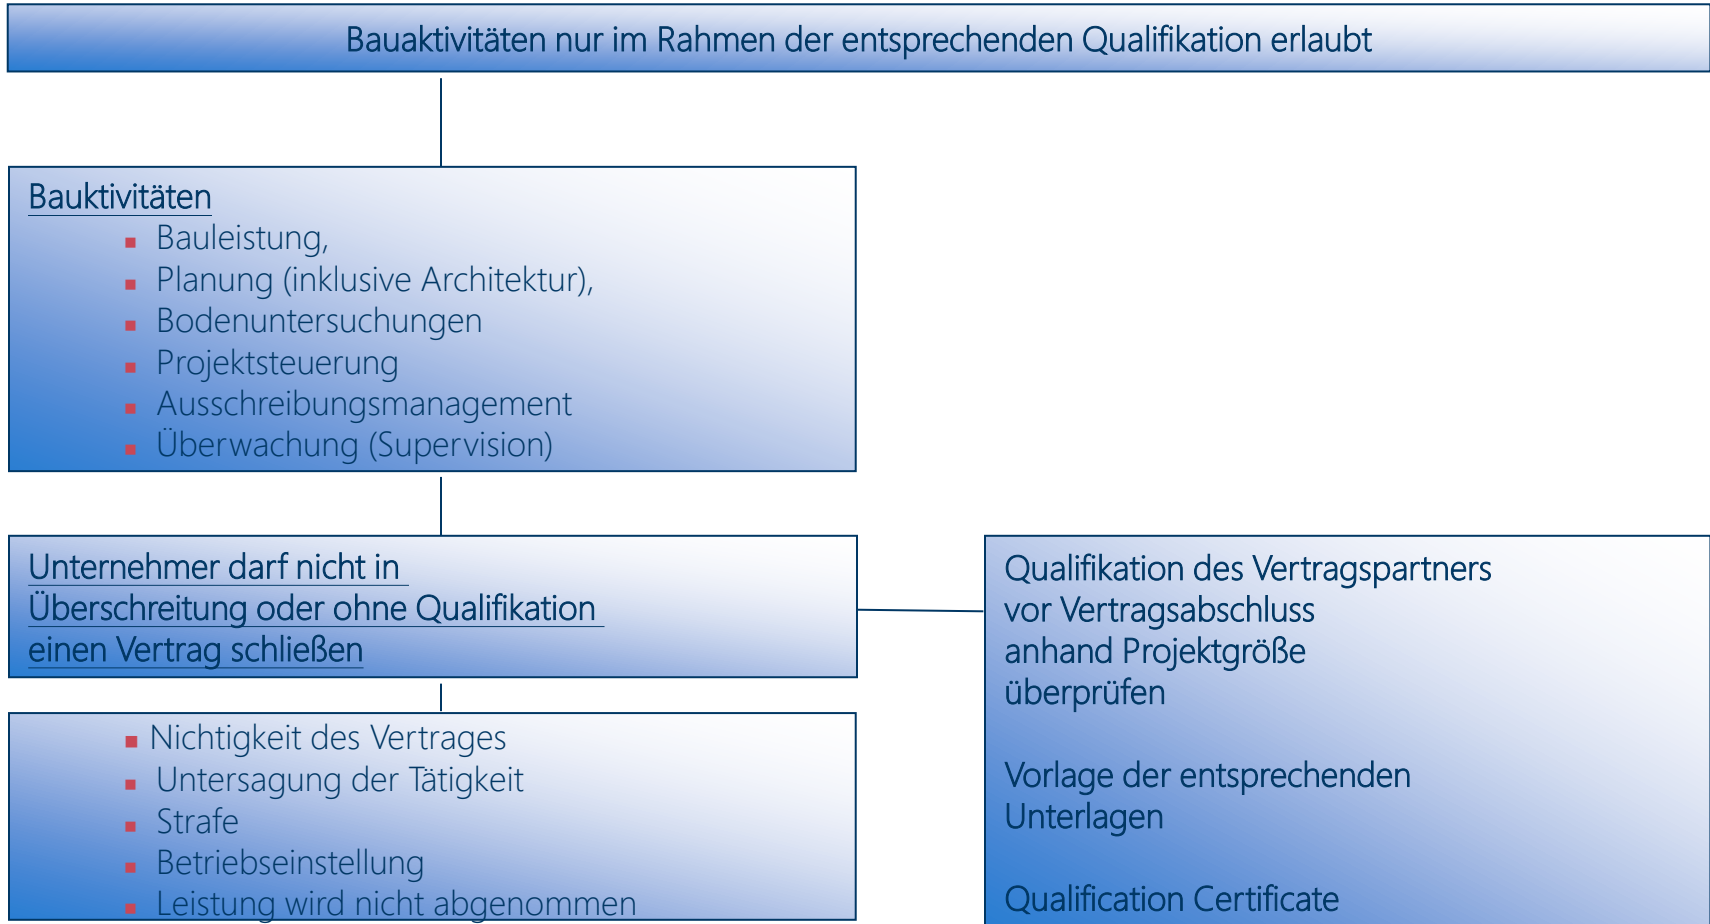 Bauaktivitäten nur im Rahmen der entsprechenden Qualifikation erlaubt
Bauktivitäten
Bauleistung,
Planung (inklusive Architektur),
Bodenuntersuchungen
Projektsteuerung
Ausschreibungsmanagement
Überwachung (Supervision)
Unternehmer darf nicht in
Überschreitung oder ohne Qualifikation
einen Vertrag schließen
Nichtigkeit des Vertrages
Untersagung der Tätigkeit
Strafe
Betriebseinstellung
Leistung wird nicht abgenommen
Qualifikation des Vertragspartners
vor Vertragsabschluss
anhand Projektgröße
überprüfen
Vorlage der entsprechenden
Unterlagen
Qualification Certificate